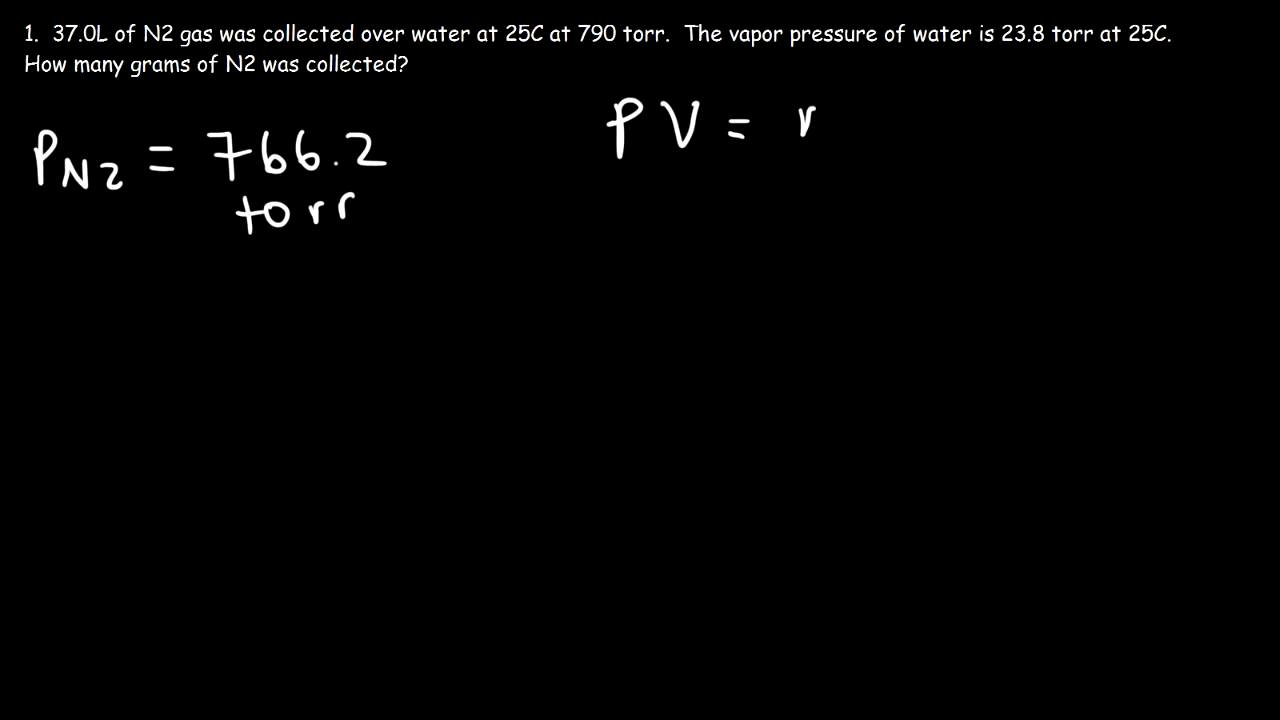 1. 37.0L of N2 gas was collected over water at 25C at 790 torr. The vapor pressure of water is 23.8 torr at 25C.
How many grams of N2 was collected?
PN2 = 766.2
torr
PV =